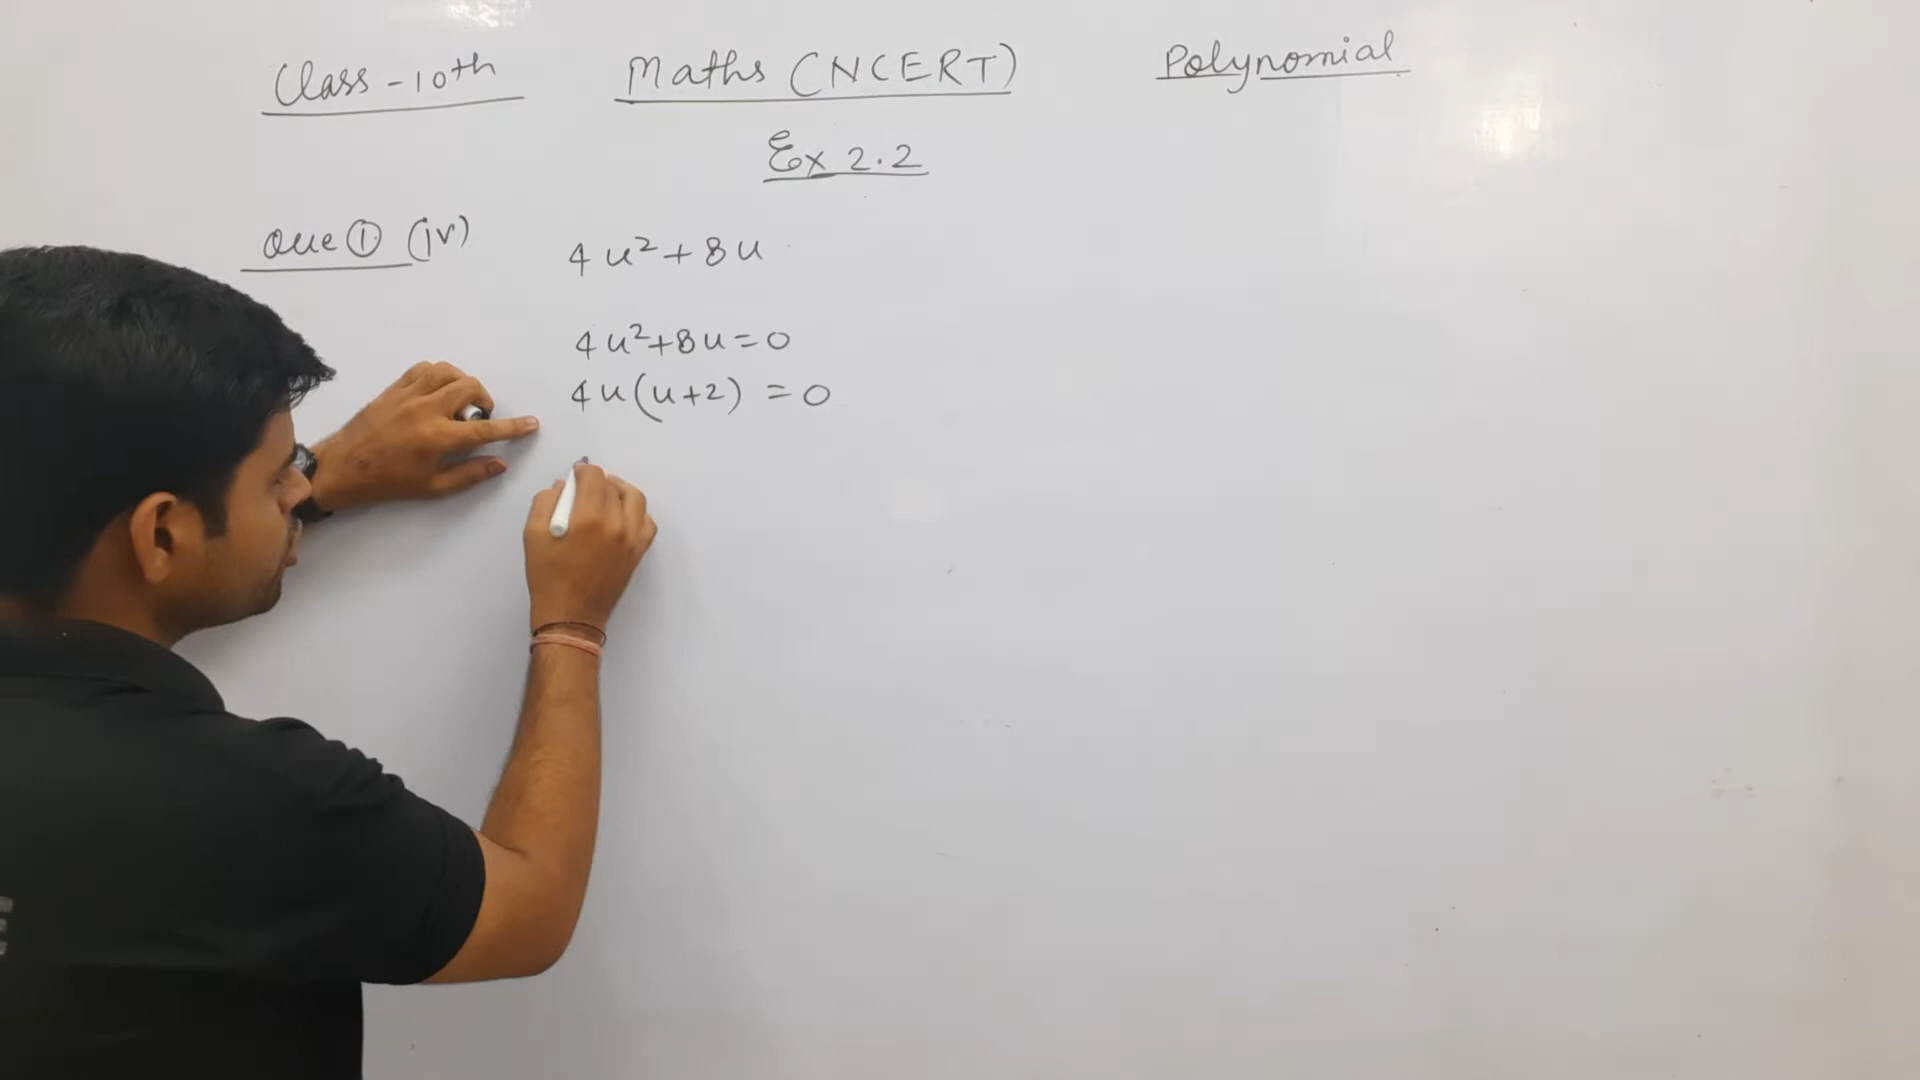 Class - 10th Maths (NCERT) Polynomial
Ex 2.2
Que ① (iv) 4u²+8u
4u²+8u=0
4u(u+2) = 0